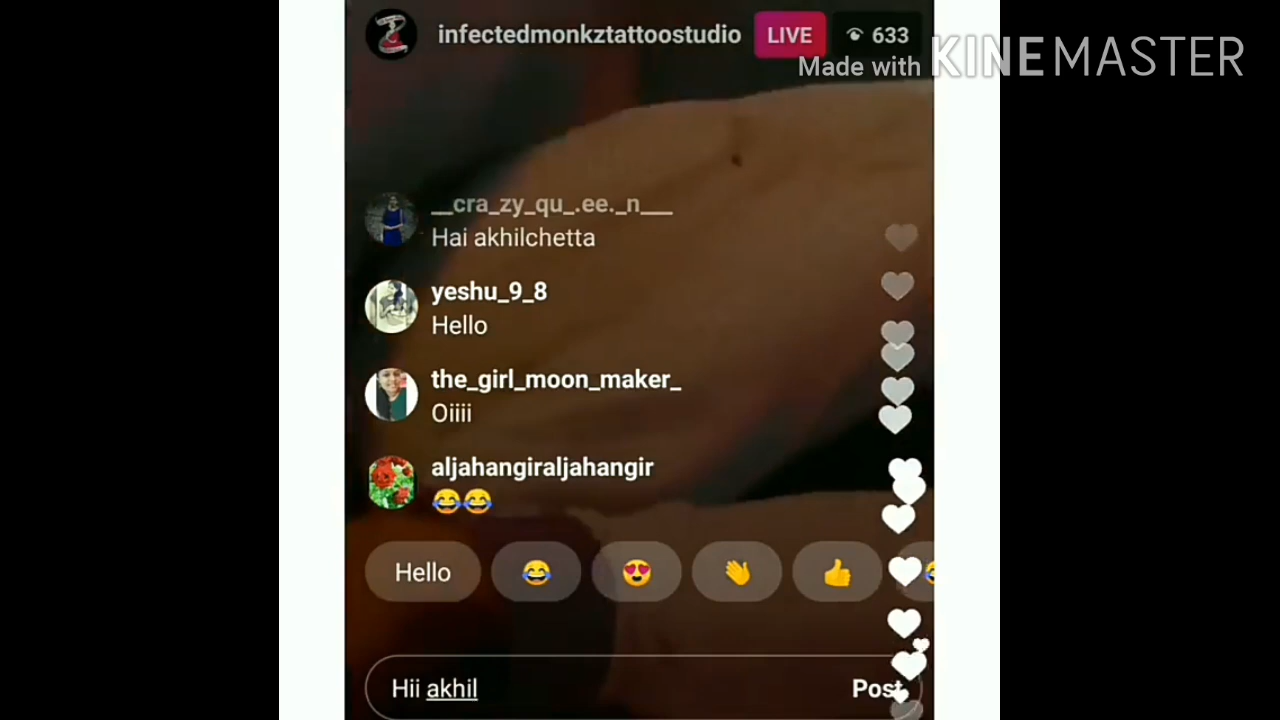 infectedmonkztattoostudio LIVE 633
Made with KINEMASTER
__cra_zy_qu_.ee._n___
Hai akhilchetta
yeshu_9_8
Hello
the_girl_moon_maker_
Oiiii
aljahangiraljahangir
😂😂
Hello 😂 😍 👋 👍 😂
Hii akhil Post